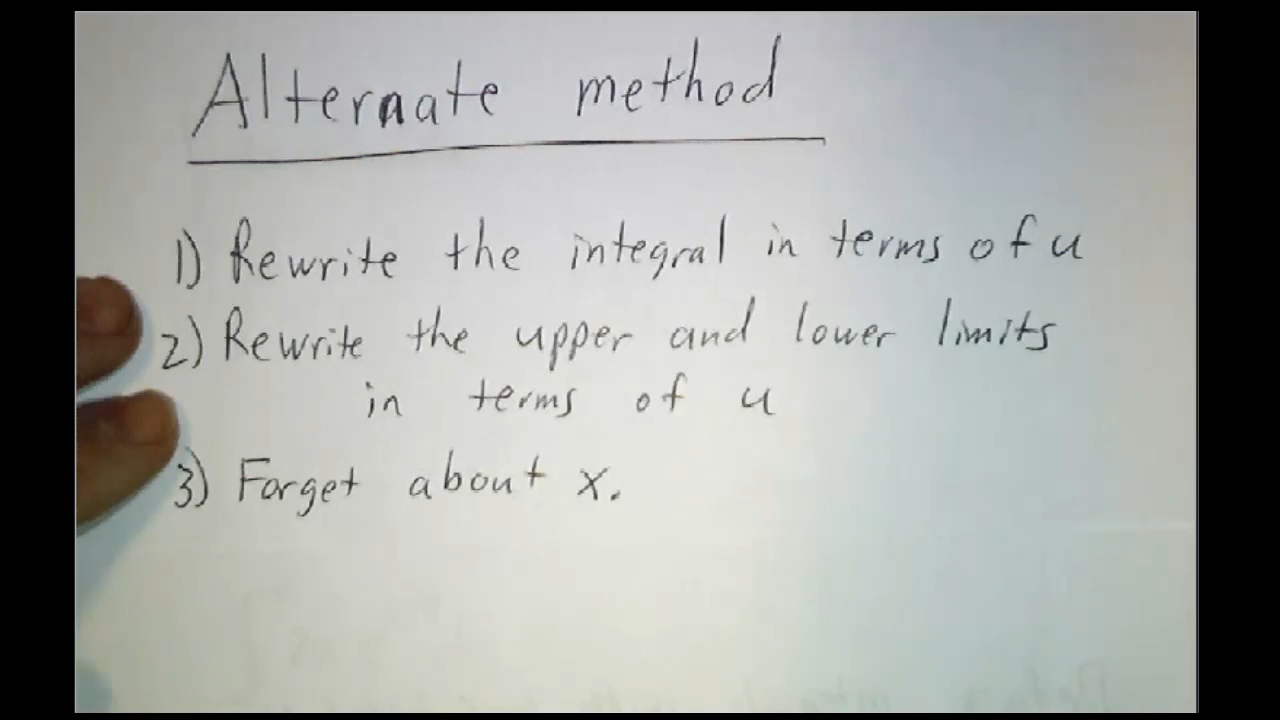 Alternate method
1) Rewrite the integral in terms of u
2) Rewrite the upper and lower limits
in terms of u
3) Forget about x.